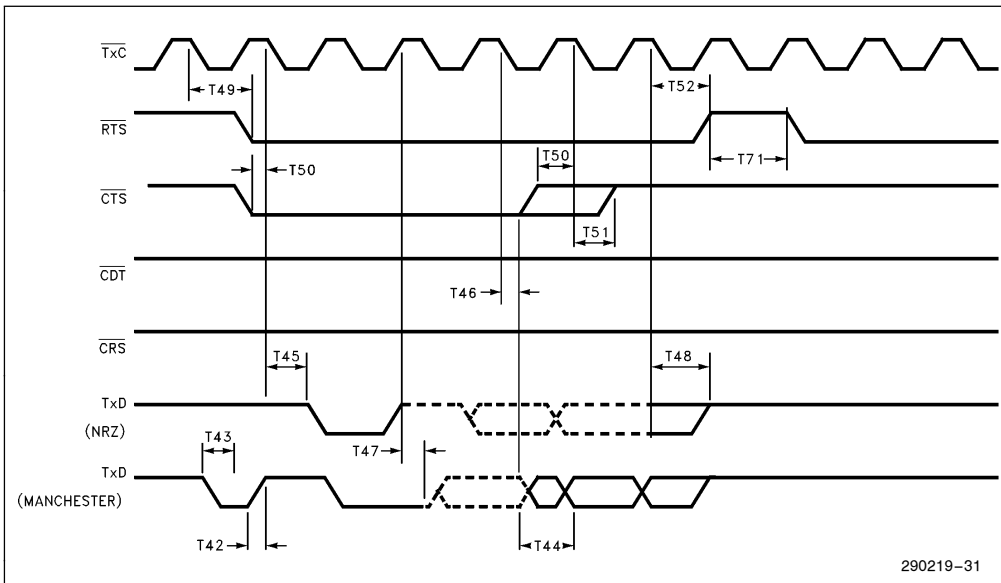 TxC
T49
T52
RTS
T50
T50
T71
CTS
T51
CDT
T46
CRS
T45
T48
TxD
(NRZ)
T43
T47
TxD
(MANCHESTER)
T42
T44
290219-31